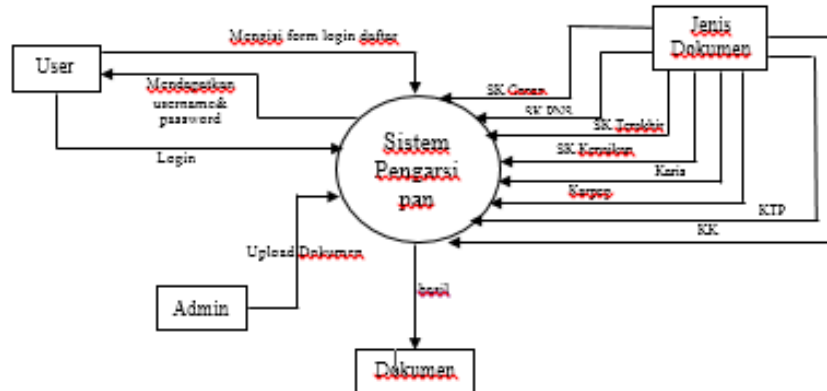 Mengisi form login daftar
User
Mendapatkan
username&
password
Login
Sistem
Pengarsi
pan
Upload Dokumen
Admin
hasil
Dokumen
Jenis
Dokumen
SK
SK PNS
SK Terakhir
SK Kenaikan
Karis
Karpeg
KTP
KK